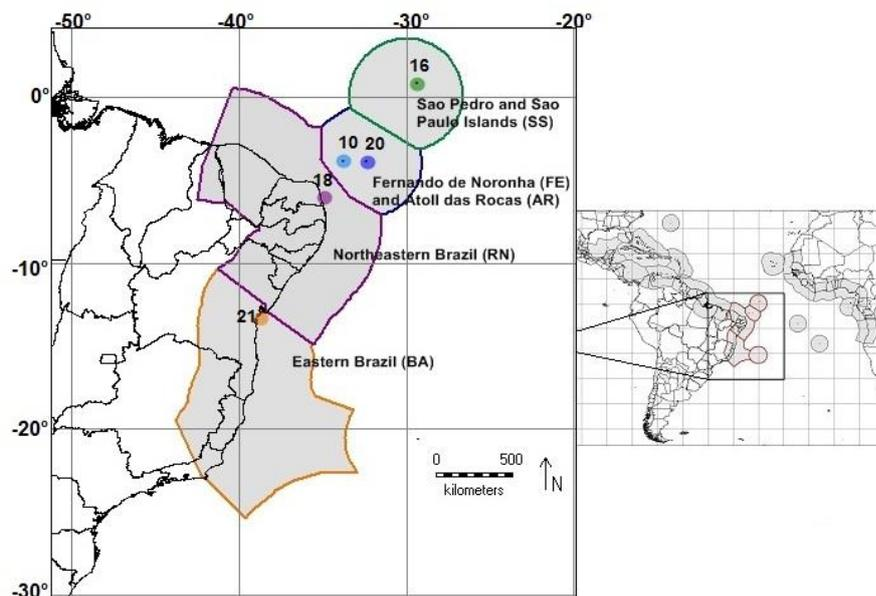 -50° -40° -30° -20°
0°
-10°
-20°
-30°
16
Sao Pedro and Sao
Paulo Islands (SS)
10 20
Fernando de Noronha (FE)
and Atoll das Rocas (AR)
18
Northeastern Brazil (RN)
21
Eastern Brazil (BA)
0 500
kilometers
N